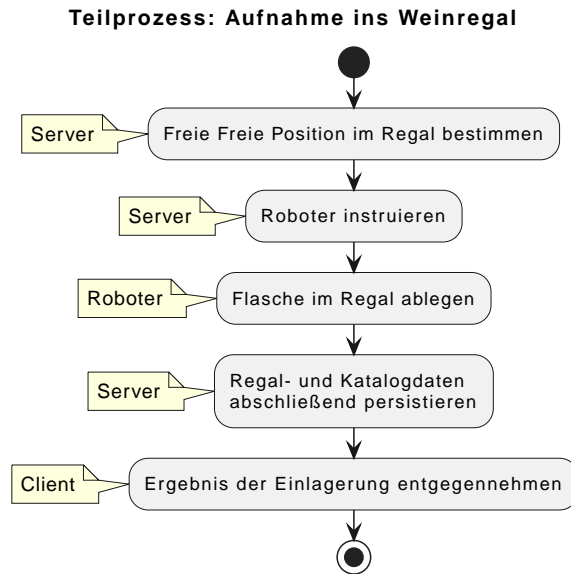 Teilprozess: Aufnahme ins Weinregal
Server
Freie Freie Position im Regal bestimmen
Server
Roboter instruieren
Roboter
Flasche im Regal ablegen
Server
Regal- und Katalogdaten
abschließend persistieren
Client
Ergebnis der Einlagerung entgegennehmen